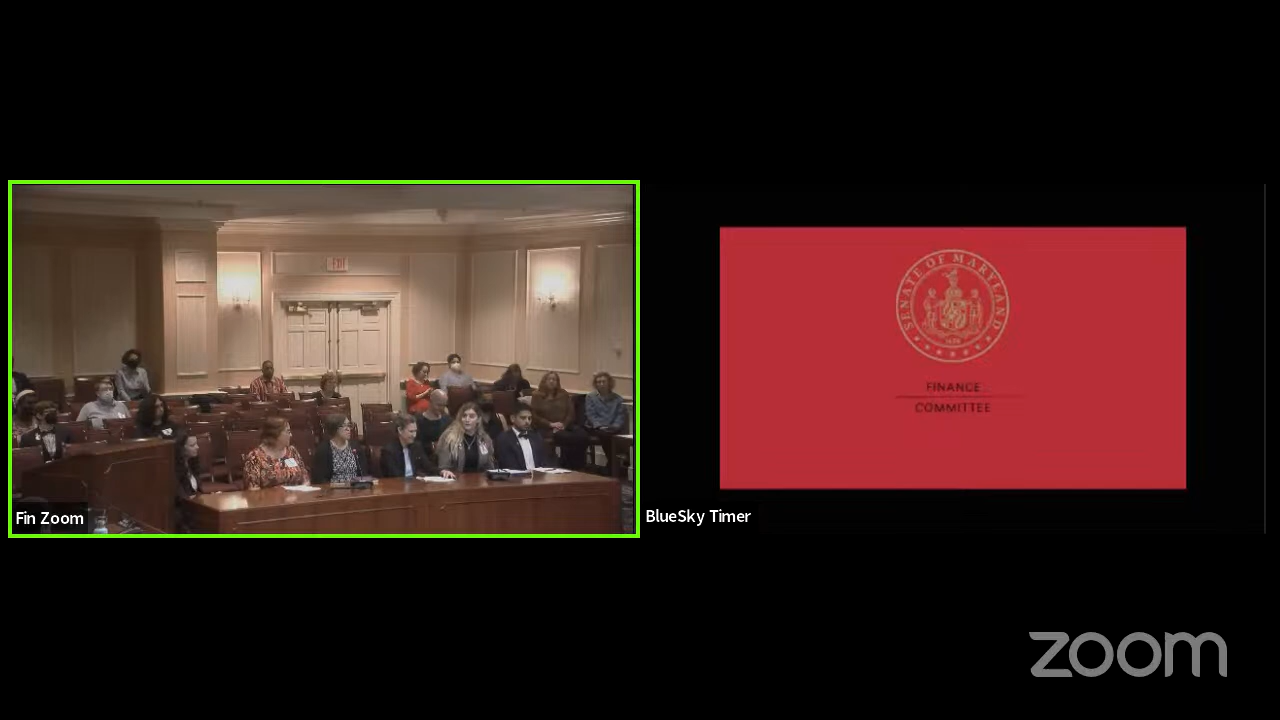 EXIT
SENATE OF MARYLAND
FINANCE
COMMITTEE
Fin Zoom
BlueSky Timer
zoom